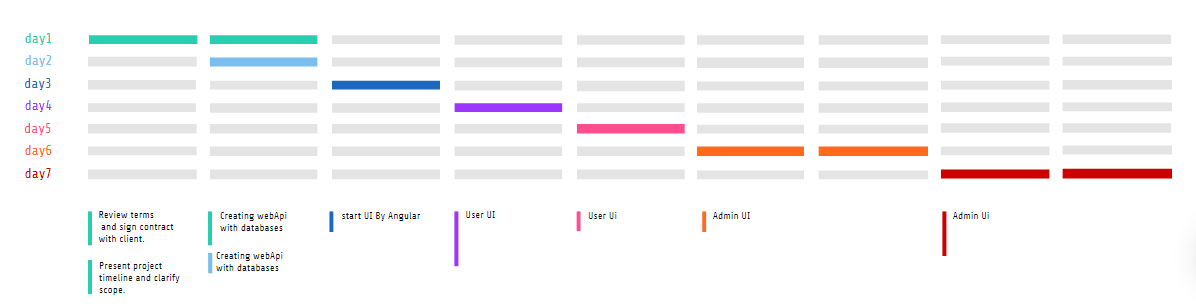 day1
day2
day3
day4
day5
day6
day7
Review terms
and sign contract
with client.
Present project
timeline and clarify
scope.
Creating webApi
with databases
Creating webApi
with databases
start UI By Angular
User UI
User Ui
Admin UI
Admin Ui